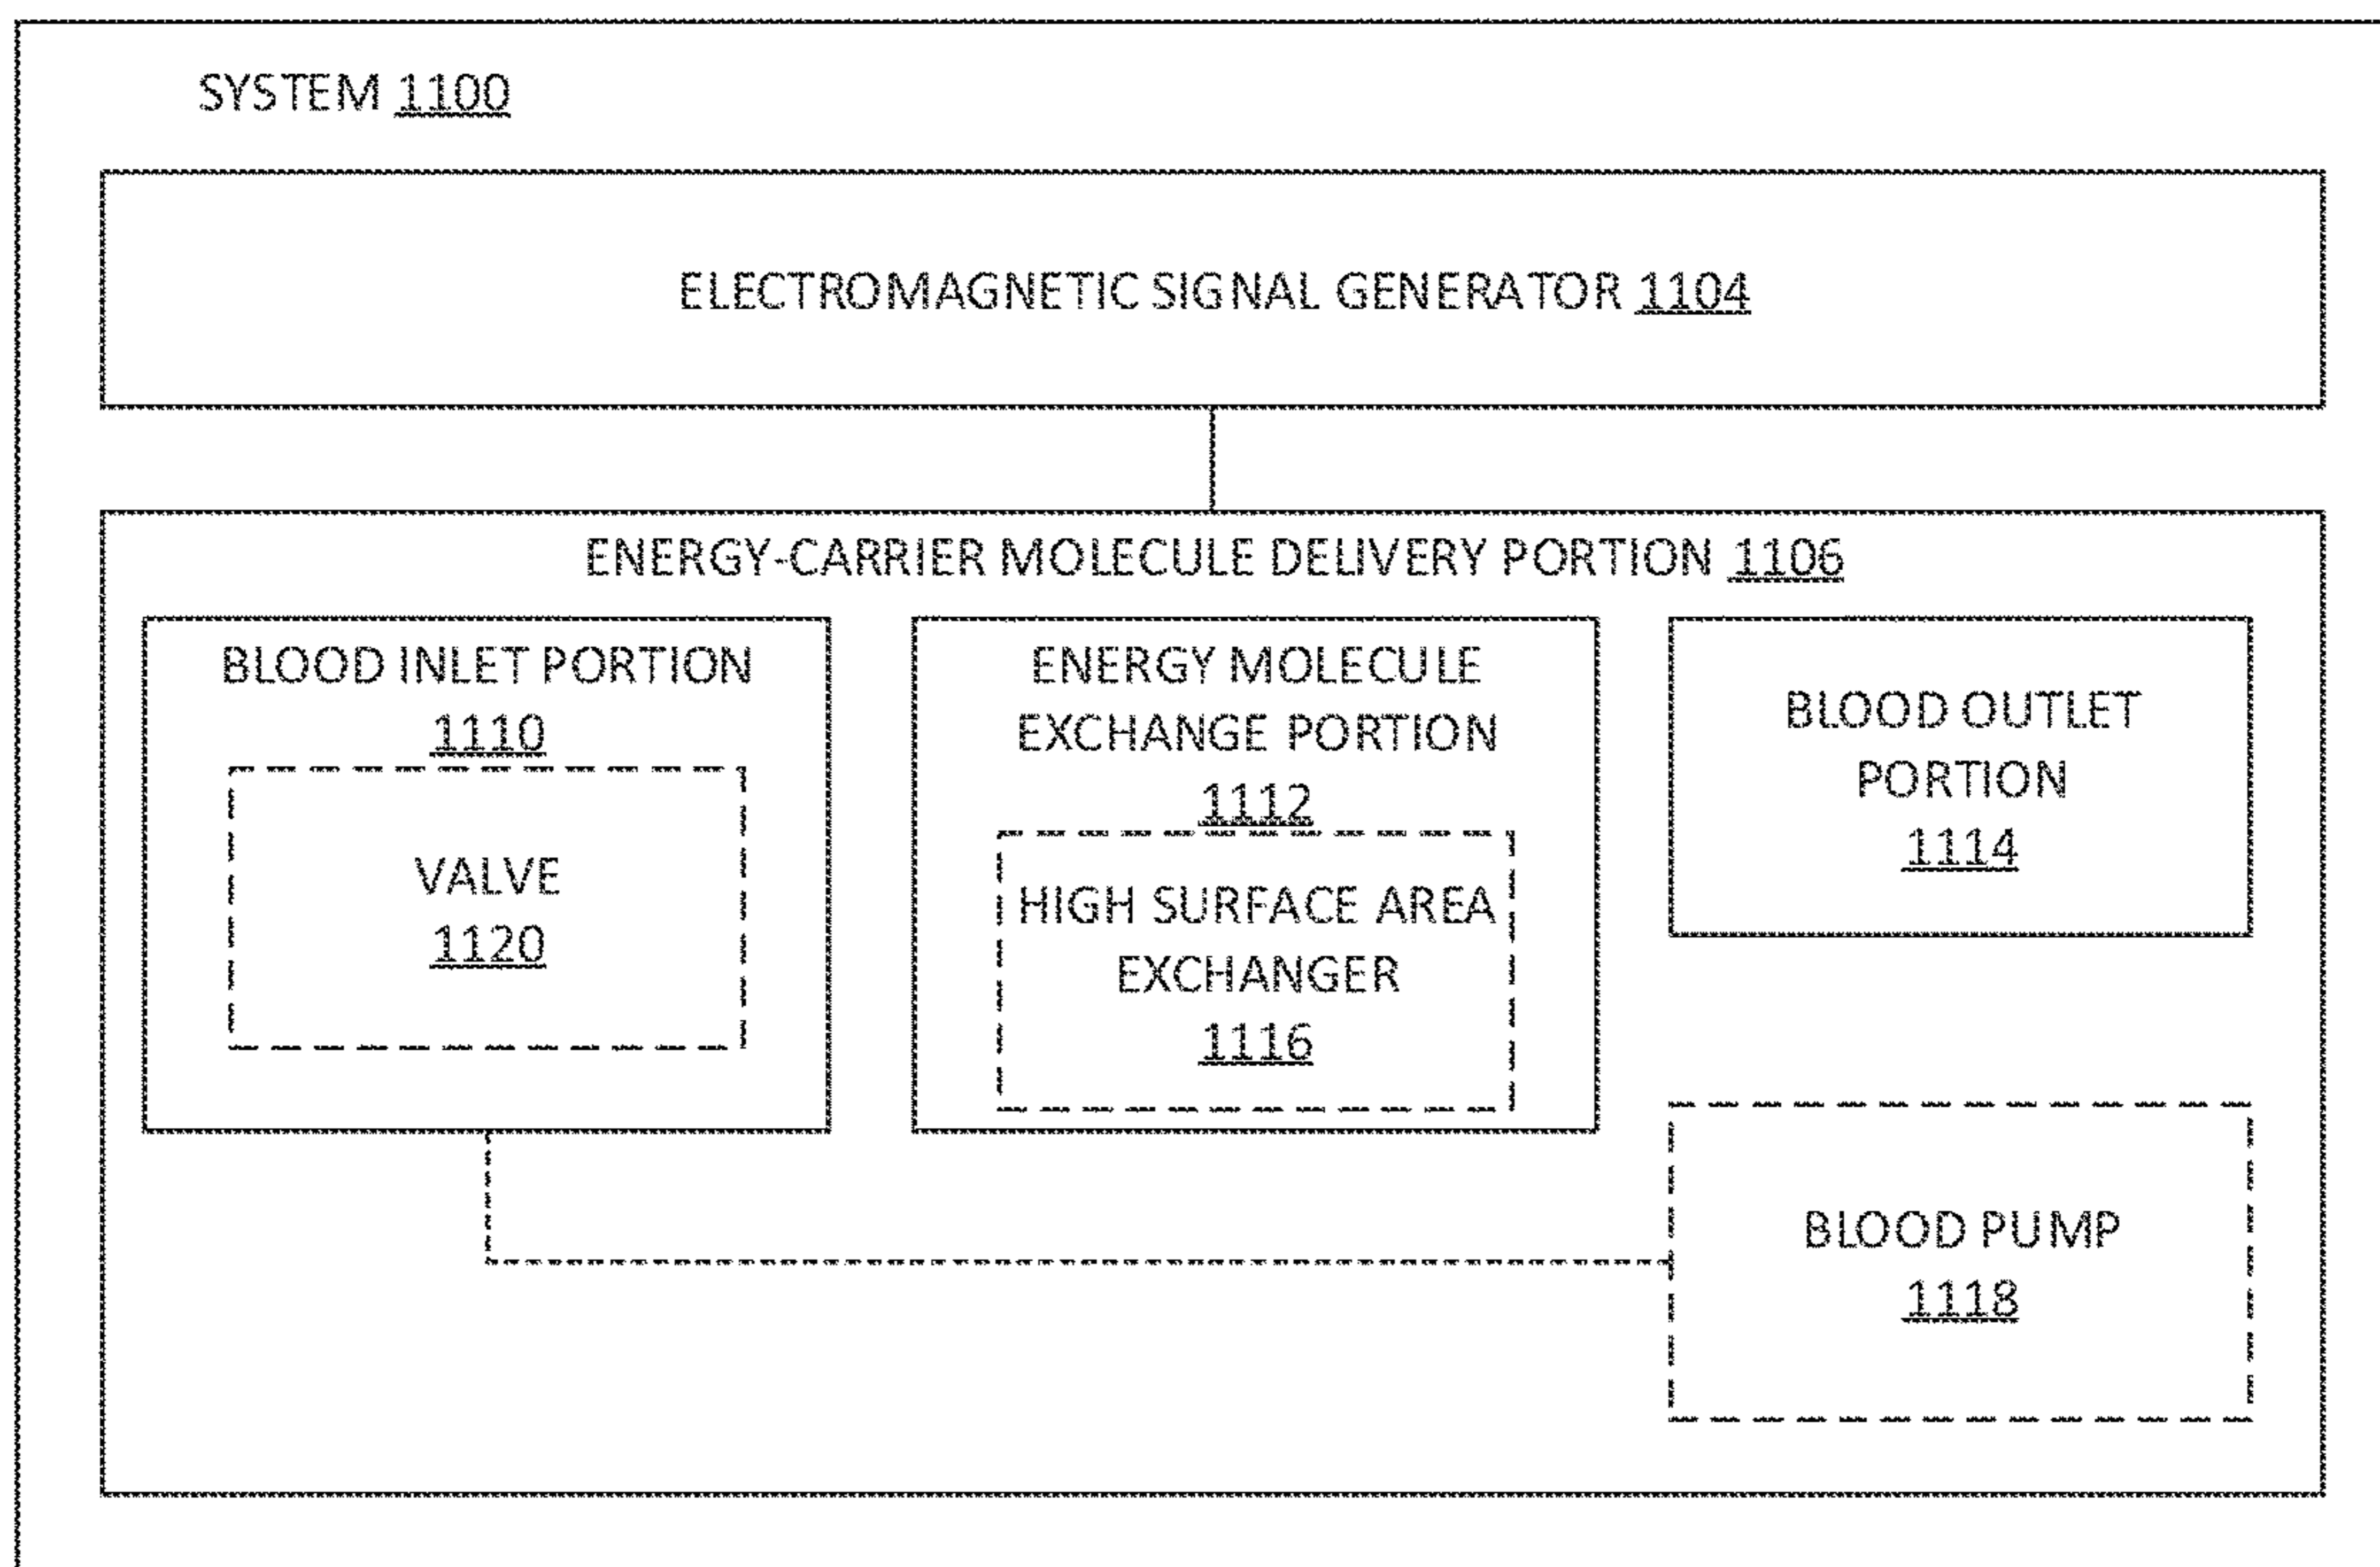 SYSTEM 1100
ELECTROMAGNETIC SIGNAL GENERATOR 1104
ENERGY-CARRIER MOLECULE DELIVERY PORTION 1106
BLOOD INLET PORTION
1110
VALVE
1120
ENERGY MOLECULE
EXCHANGE PORTION
1112
HIGH SURFACE AREA
EXCHANGER
1116
BLOOD OUTLET
PORTION
1114
BLOOD PUMP
1118